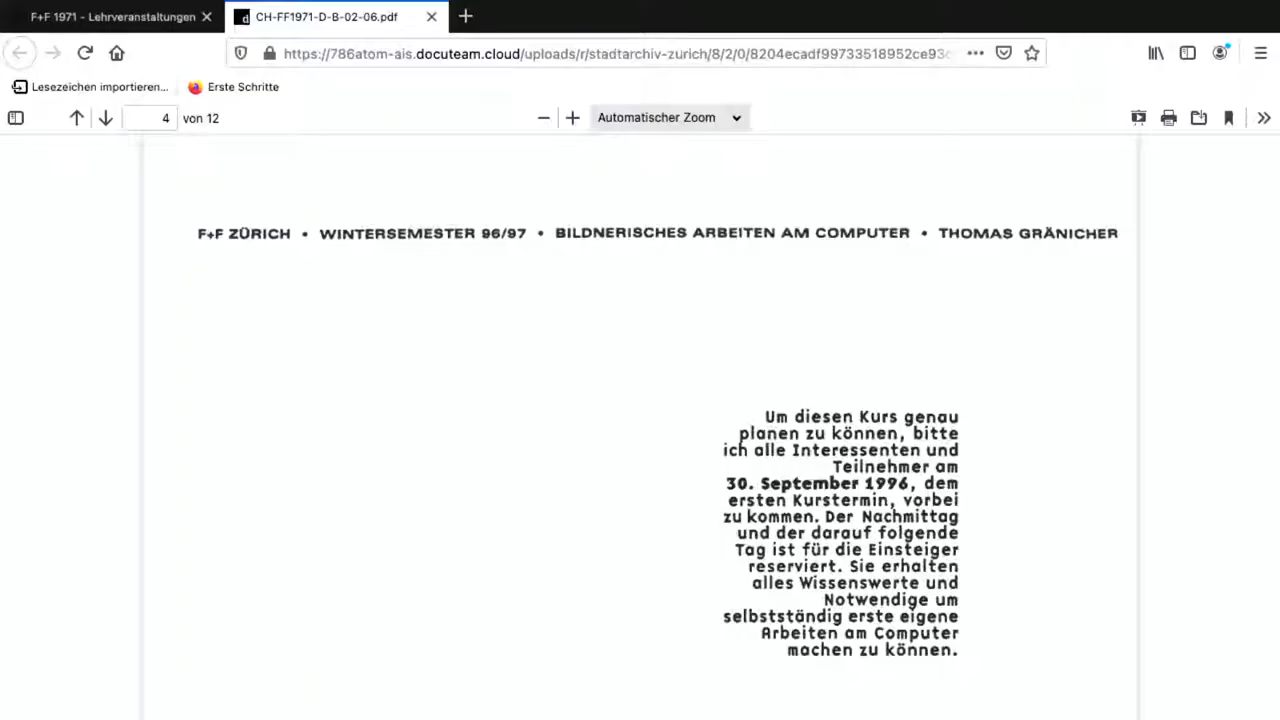 F+F 1971 - Lehrveranstaltungen
CH-FF1971-D-B-02-06.pdf
https://786atom-ais.docuteam.cloud/uploads/r/stadtarchiv-zurich/8/2/0/8204ecadf99733518952ce93c
Lesezeichen importieren...
Erste Schritte
4 von 12
Automatischer Zoom
F+F ZÜRICH • WINTERSEMESTER 96/97 • BILDNERISCHES ARBEITEN AM COMPUTER • THOMAS GRÄNICHER
Um diesen Kurs genau
planen zu können, bitte
ich alle Interessenten und
Teilnehmer am
30. September 1996, dem
ersten Kurstermin, vorbei
zu kommen. Der Nachmittag
und der darauf folgende
Tag ist für die Einsteiger
reserviert. Sie erhalten
alles Wissenswerte und
Notwendige um
selbstständig erste eigene
Arbeiten am Computer
machen zu können.